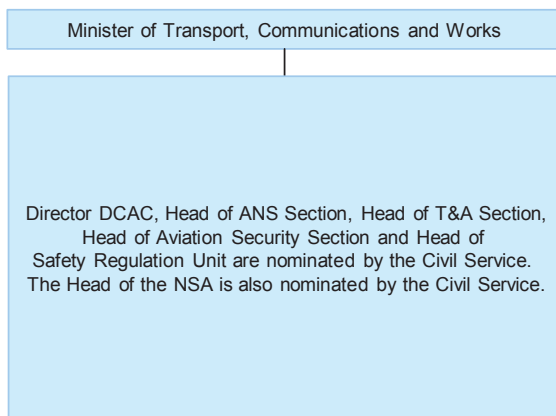 Minister of Transport, Communications and Works
Director DCAC, Head of ANS Section, Head of T&A Section,
Head of Aviation Security Section and Head of
Safety Regulation Unit are nominated by the Civil Service.
The Head of the NSA is also nominated by the Civil Service.